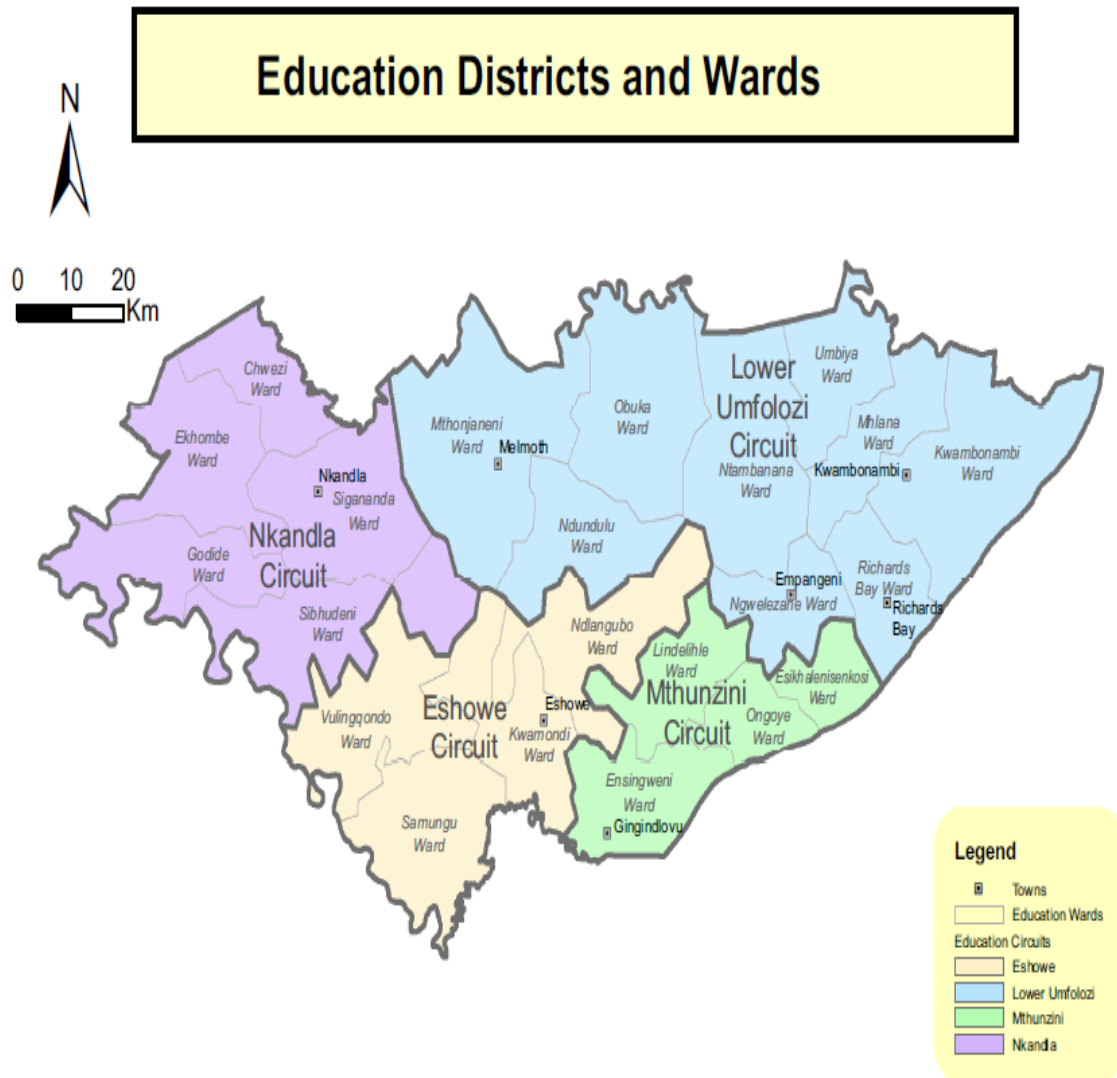 Education Districts and Wards
N
0 10 20
Km
Chwezi
Ward
Ekhombe
Ward
Nkandla
Sigananda
Ward
Nkandla
Circuit
Godide
Ward
Sibhudeni
Ward
Mthonjaneni
Ward
Melmoth
Obuka
Ward
Ndundulu
Ward
Lower
Umfolozi
Circuit
Umbiya
Ward
Mhlana
Ward
Kwambonambi
Kwambonambi
Ward
Ntambanana
Ward
Empangeni
Ngwelezane Ward
Richards
Bay Ward
Richards
Bay
Ndlangubo
Ward
Lindelihle
Ward
Esikhalenisenkosi
Ward
Mthunzini
Circuit
Ongoye
Ward
Vulingqondo
Ward
Eshowe
Circuit
Eshowe
Kwamondi
Ward
Ensingweni
Ward
Gingindlovu
Samungu
Ward
Legend
Towns
Education Wards
Education Circuits
Eshowe
Lower Umfolozi
Mthunzini
Nkandla